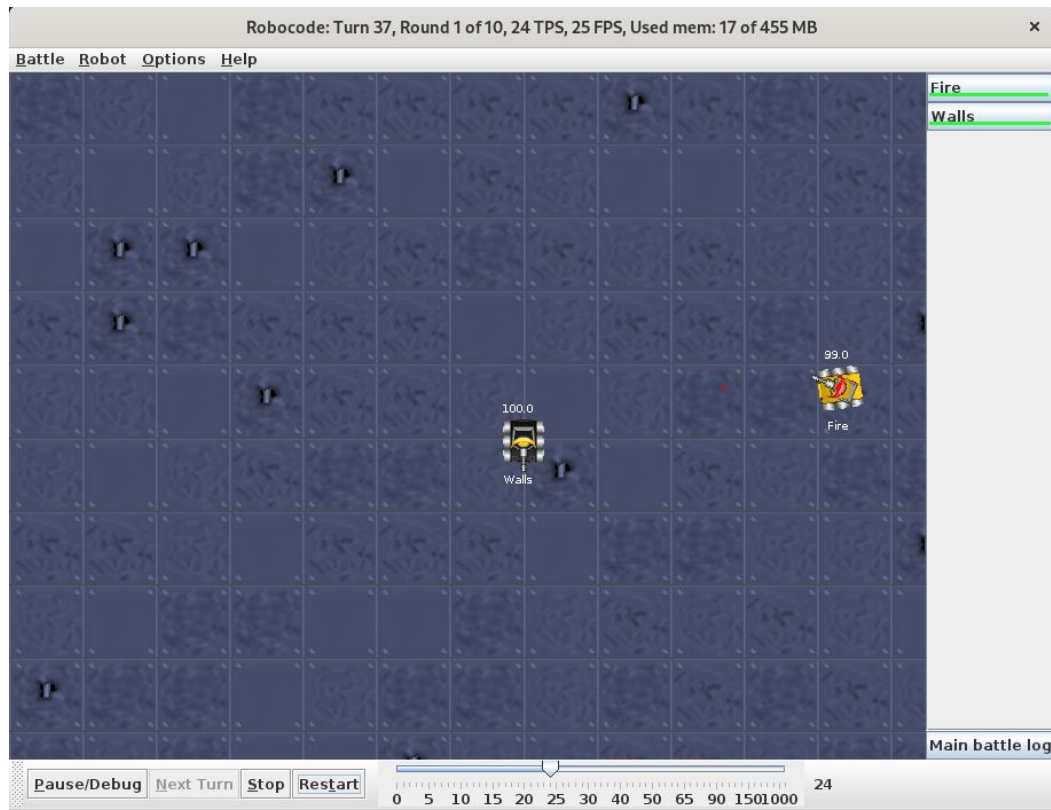 Robocode: Turn 37, Round 1 of 10, 24 TPS, 25 FPS, Used mem: 17 of 455 MB ×
Battle Robot Options Help
Fire
Walls
99.0
Fire
100.0
Walls
Main battle log
Pause/Debug Next Turn Stop Restart 24
0 5 10 15 20 25 30 40 50 65 90 150 1000